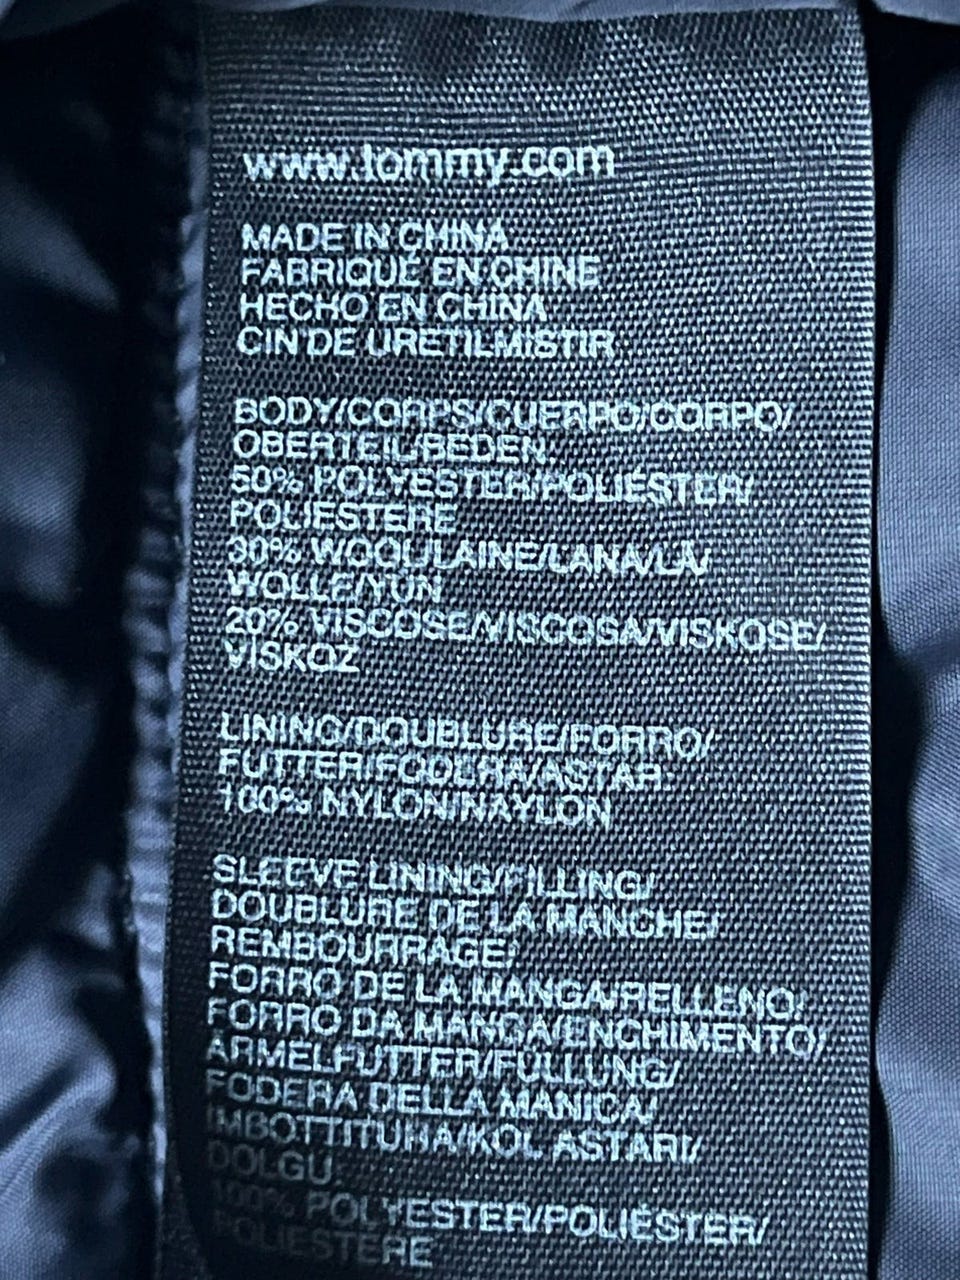 www.tommy.com
MADE IN CHINA
FABRIQUÉ EN CHINE
HECHO EN CHINA
CIN'DE URETILMISTIR
BODY/CORPS/CUERPO/CORPO/
OBERTEIL/BEDEN
50% POLYESTER/POLIÉSTER/
POLIESTERE
30% WOOL/LAINE/LANA/LÃ/
WOLLE/YÜN
20% VISCOSE/VISCOSA/VISKOSE/
VISKOZ
LINING/DOUBLURE/FORRO/
FUTTER/FODERA/ASTAR:
100% NYLON/NAYLON
SLEEVE LINING/FILLING/
DOUBLURE DE LA MANCHE/
REMBOURRAGE/
FORRO DE LA MANGA/RELLENO/
FORRO DA MANGA/ENCHIMENTO/
ÄRMELFUTTER/FÜLLUNG/
FODERA DELLA MANICA/
IMBOTTITURA/KOL ASTARI/
DOLGU
100% POLYESTER/POLIÉSTER/
POLIESTERE